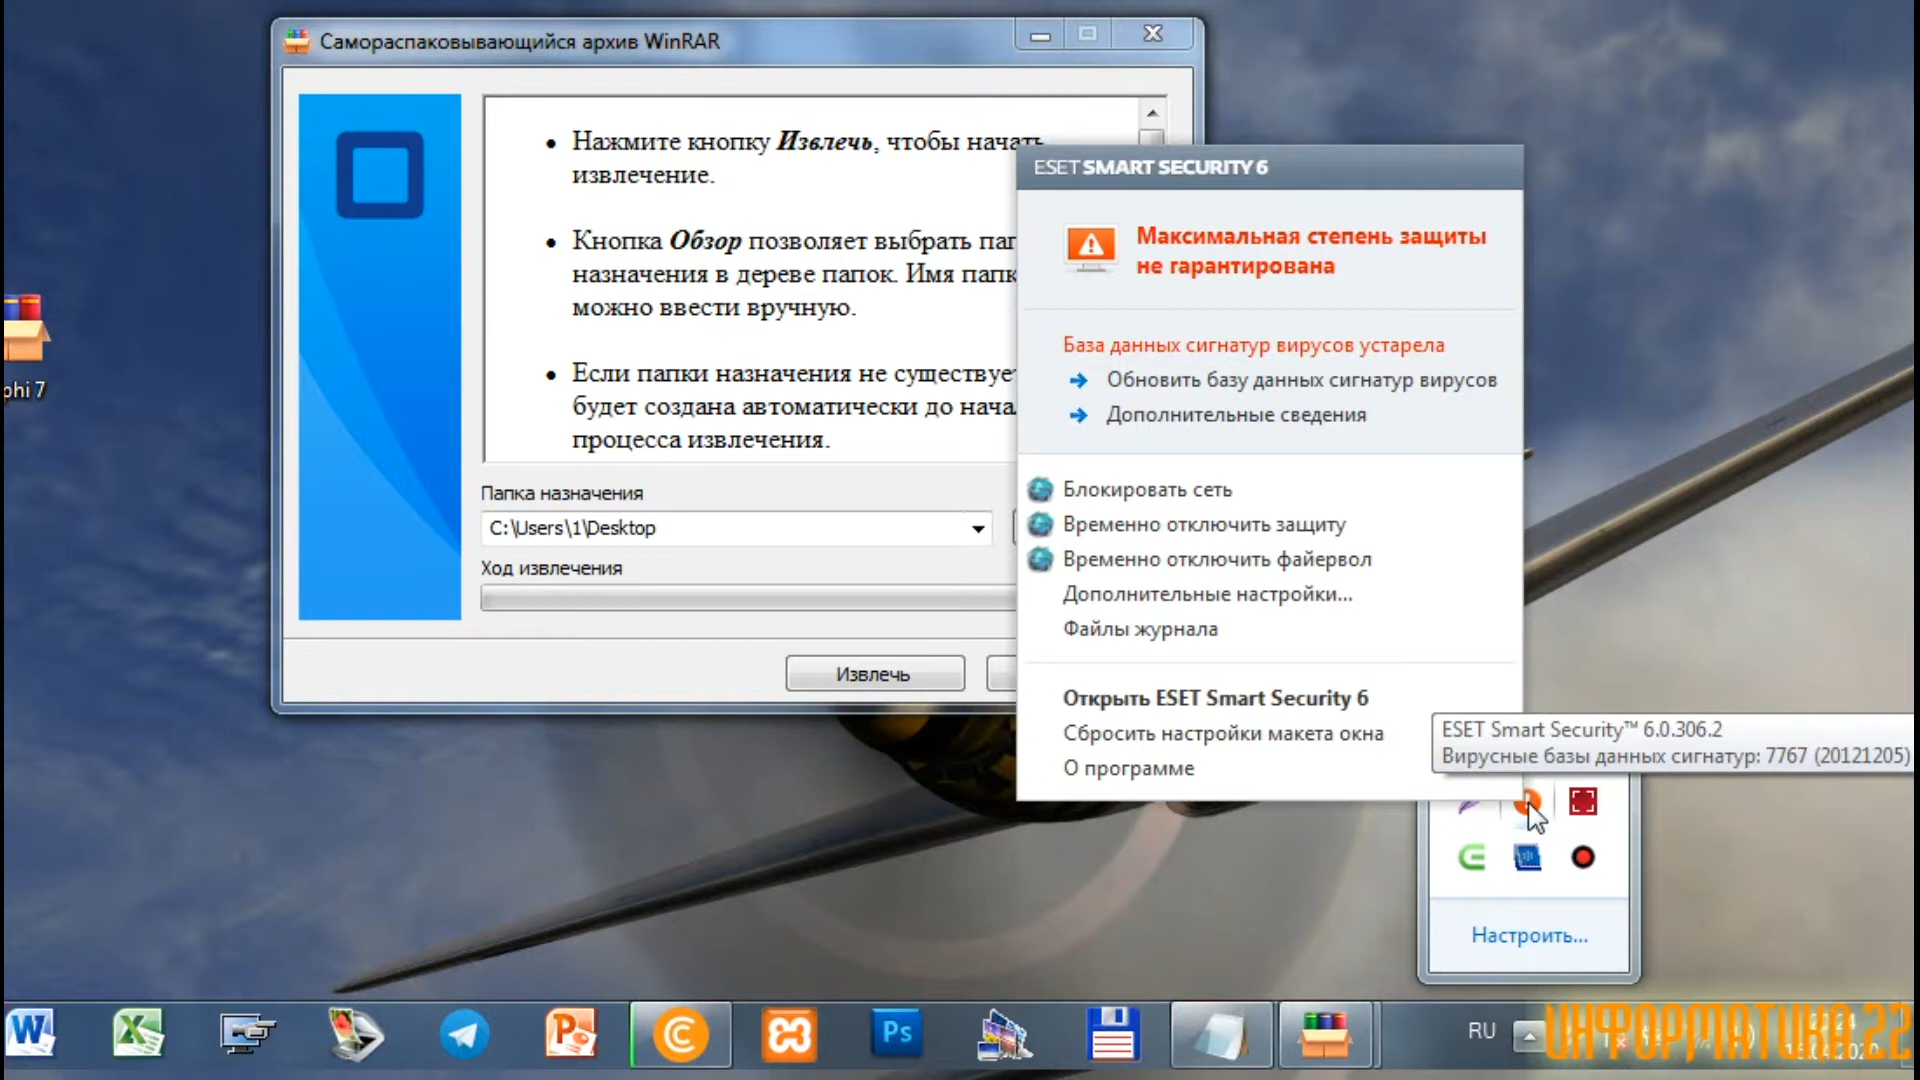 Самораспаковывающийся архив WinRAR
Нажмите кнопку Извлечь, чтобы начать
извлечение.
Кнопка Обзор позволяет выбрать
назначения в дереве папок. Имя
можно ввести вручную.
Если папки назначения не
будет создана автоматически до
процесса извлечения.
Папка назначения
C:\Users\1\Desktop
Ход извлечения
Извлечь
ESET SMART SECURITY 6
Максимальная степень защиты
не гарантирована
База данных сигнатур вирусов устарела
Обновить базу данных сигнатур вирусов
Дополнительные сведения
Блокировать сеть
Временно отключить защиту
Временно отключить файервол
Дополнительные настройки...
Файлы журнала
Открыть ESET Smart Security 6
Сбросить настройки макета окна
О программе
ESET Smart Security™ 6.0.306.2
Вирусные базы данных сигнатур: 7767 (20121205)
Настроить...
phi 7
RU
ИНФОРМАТИКА 22